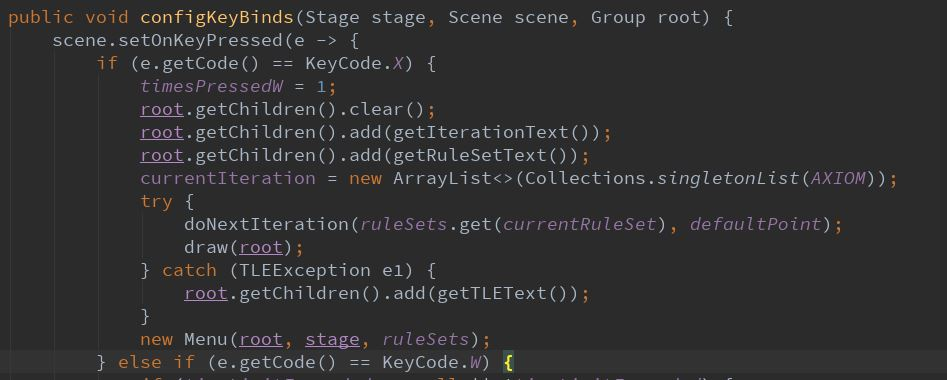 public void configKeyBinds(Stage stage, Scene scene, Group root) {
    scene.setOnKeyPressed(e -> {
        if (e.getCode() == KeyCode.X) {
            timesPressedW = 1;
            root.getChildren().clear();
            root.getChildren().add(getIterationText());
            root.getChildren().add(getRuleSetText());
            currentIteration = new ArrayList<>(Collections.singletonList(AXIOM));
            try {
                doNextIteration(ruleSets.get(currentRuleSet), defaultPoint);
                draw(root);
            } catch (TLEException e1) {
                root.getChildren().add(getTLEText());
            }
            new Menu(root, stage, ruleSets);
        } else if (e.getCode() == KeyCode.W) {